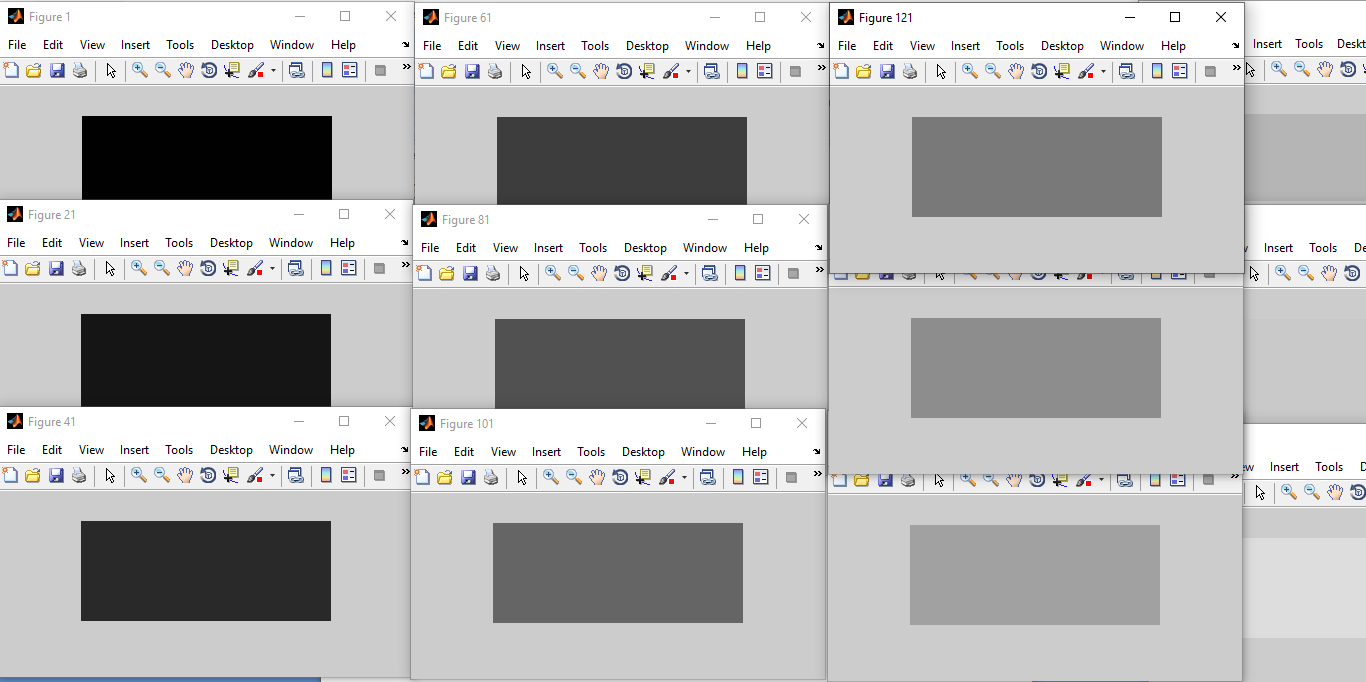 Figure 1
File Edit View Insert Tools Desktop Window Help
Figure 61
File Edit View Insert Tools Desktop Window Help
Figure 121
File Edit View Insert Tools Desktop Window Help
Insert Tools Deskt
Figure 21
File Edit View Insert Tools Desktop Window Help
Figure 81
File Edit View Insert Tools Desktop Window Help
Insert Tools De
Figure 41
File Edit View Insert Tools Desktop Window Help
Figure 101
File Edit View Insert Tools Desktop Window Help
Insert Tools